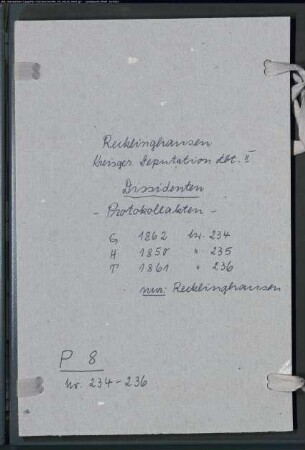 Recklinghausen
Kreisger. Deputation Abt. II
Dissidenten
- Protokollakten -
G 1862 Nr. 234
H 1858 " 235
T 1861 " 236
nur: Recklinghausen
P 8
Nr. 234-236